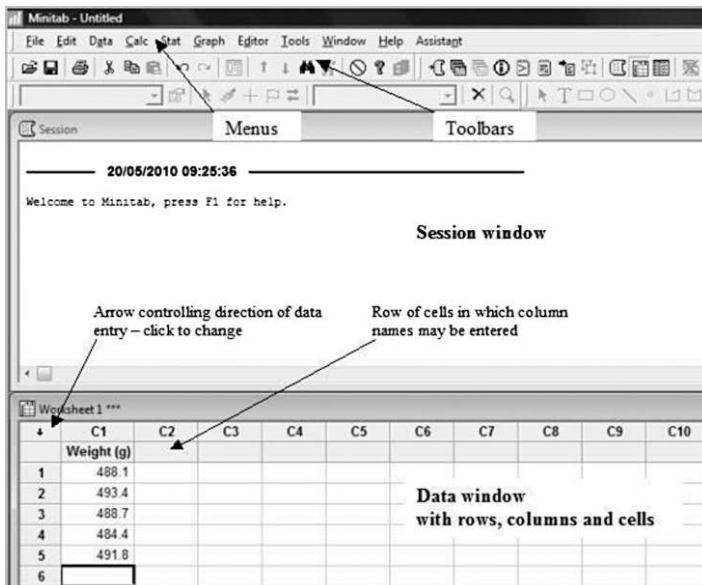 Minitab - Untitled
File Edit Data Calc Stat Graph Editor Tools Window Help Assistant
Session
Menus
Toolbars
20/05/2010 09:25:36
Welcome to Minitab, press F1 for help.
Session window
Arrow controlling direction of data
entry – click to change
Row of cells in which column
names may be entered
Worksheet 1 ***
C1 C2 C3 C4 C5 C6 C7 C8 C9 C10
Weight (g)
1 488.1
2 493.4
3 488.7
4 484.4
5 491.8
6
Data window
with rows, columns and cells